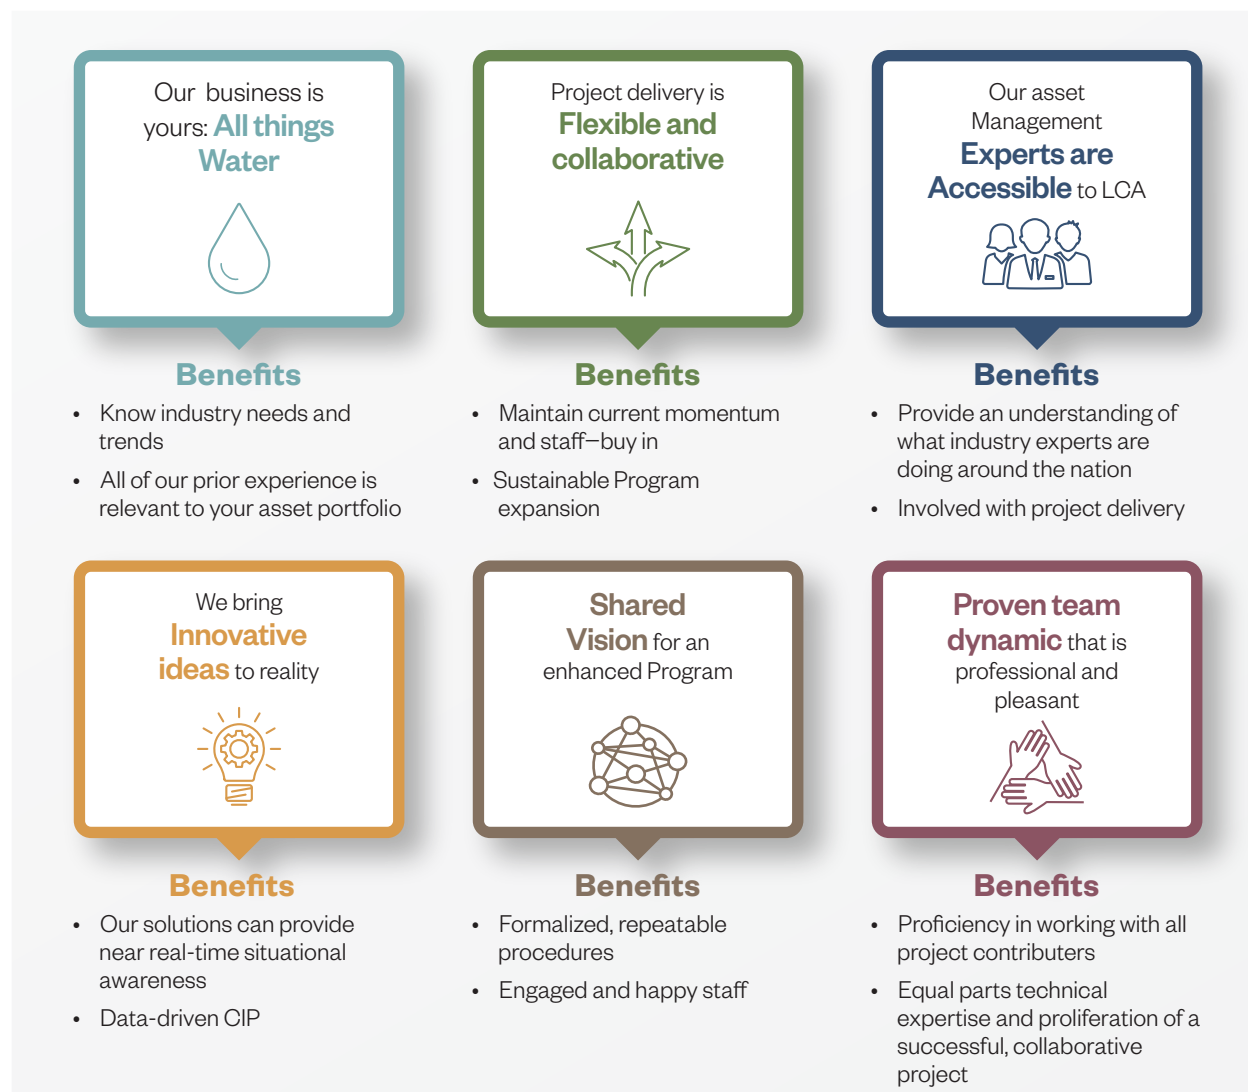 Our business is
yours: All things
Water
Benefits
• Know industry needs and
trends
• All of our prior experience is
relevant to your asset portfolio
Project delivery is
Flexible and
collaborative
Benefits
• Maintain current momentum
and staff–buy in
• Sustainable Program
expansion
Our asset
Management
Experts are
Accessible to LCA
Benefits
• Provide an understanding of
what industry experts are
doing around the nation
• Involved with project delivery
We bring
Innovative
ideas to reality
Benefits
• Our solutions can provide
near real-time situational
awareness
• Data-driven CIP
Shared
Vision for an
enhanced Program
Benefits
• Formalized, repeatable
procedures
• Engaged and happy staff
Proven team
dynamic that is
professional and
pleasant
Benefits
• Proficiency in working with all
project contributers
• Equal parts technical
expertise and proliferation of a
successful, collaborative
project